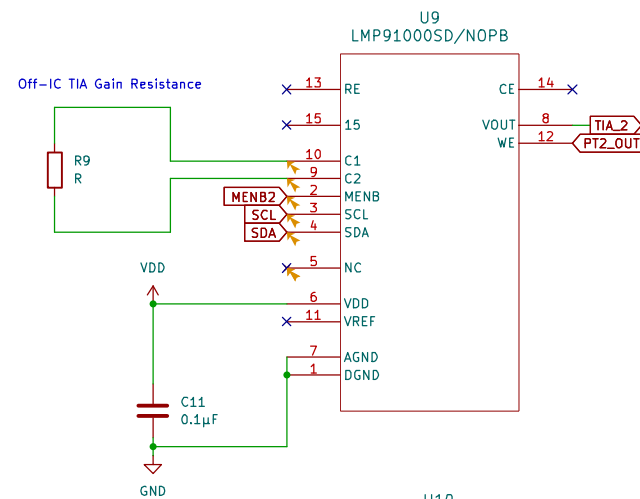 U9
LMP91000SD/NOPB
Off-IC TIA Gain Resistance
13 RE
CE 14
15 15
VOUT 8 TIA_2
WE 12 PT2_OUT
10 C1
R9
R
9 C2
MENB2 2 MENB
SCL 3 SCL
SDA 4 SDA
VDD
5 NC
6 VDD
11 VREF
7 AGND
1 DGND
C11
0.1µF
GND